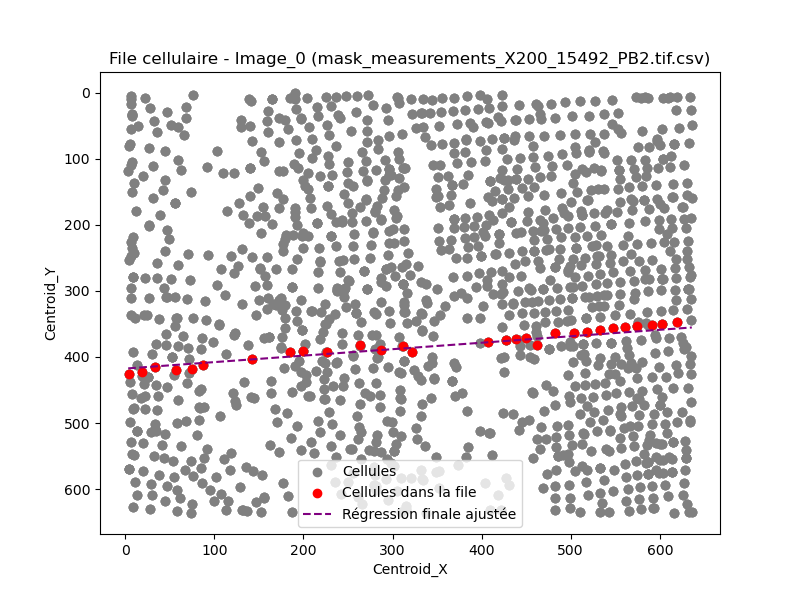 File cellulaire - Image_0 (mask_measurements_X200_15492_PB2.tif.csv)
0
100
200
300
400
500
600
Centroid_Y
Cellules
Cellules dans la file
Régression finale ajustée
0 100 200 300 400 500 600
Centroid_X